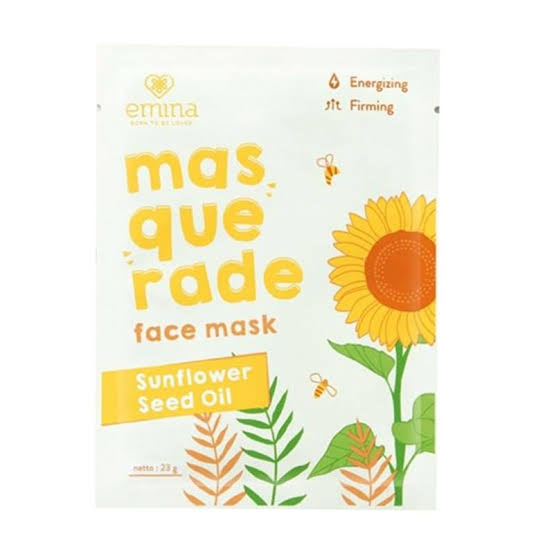 emina
BORN TO BE LOVED
Energizing
Firming
mas
que
rade
face mask
Sunflower
Seed Oil
netto : 23 g